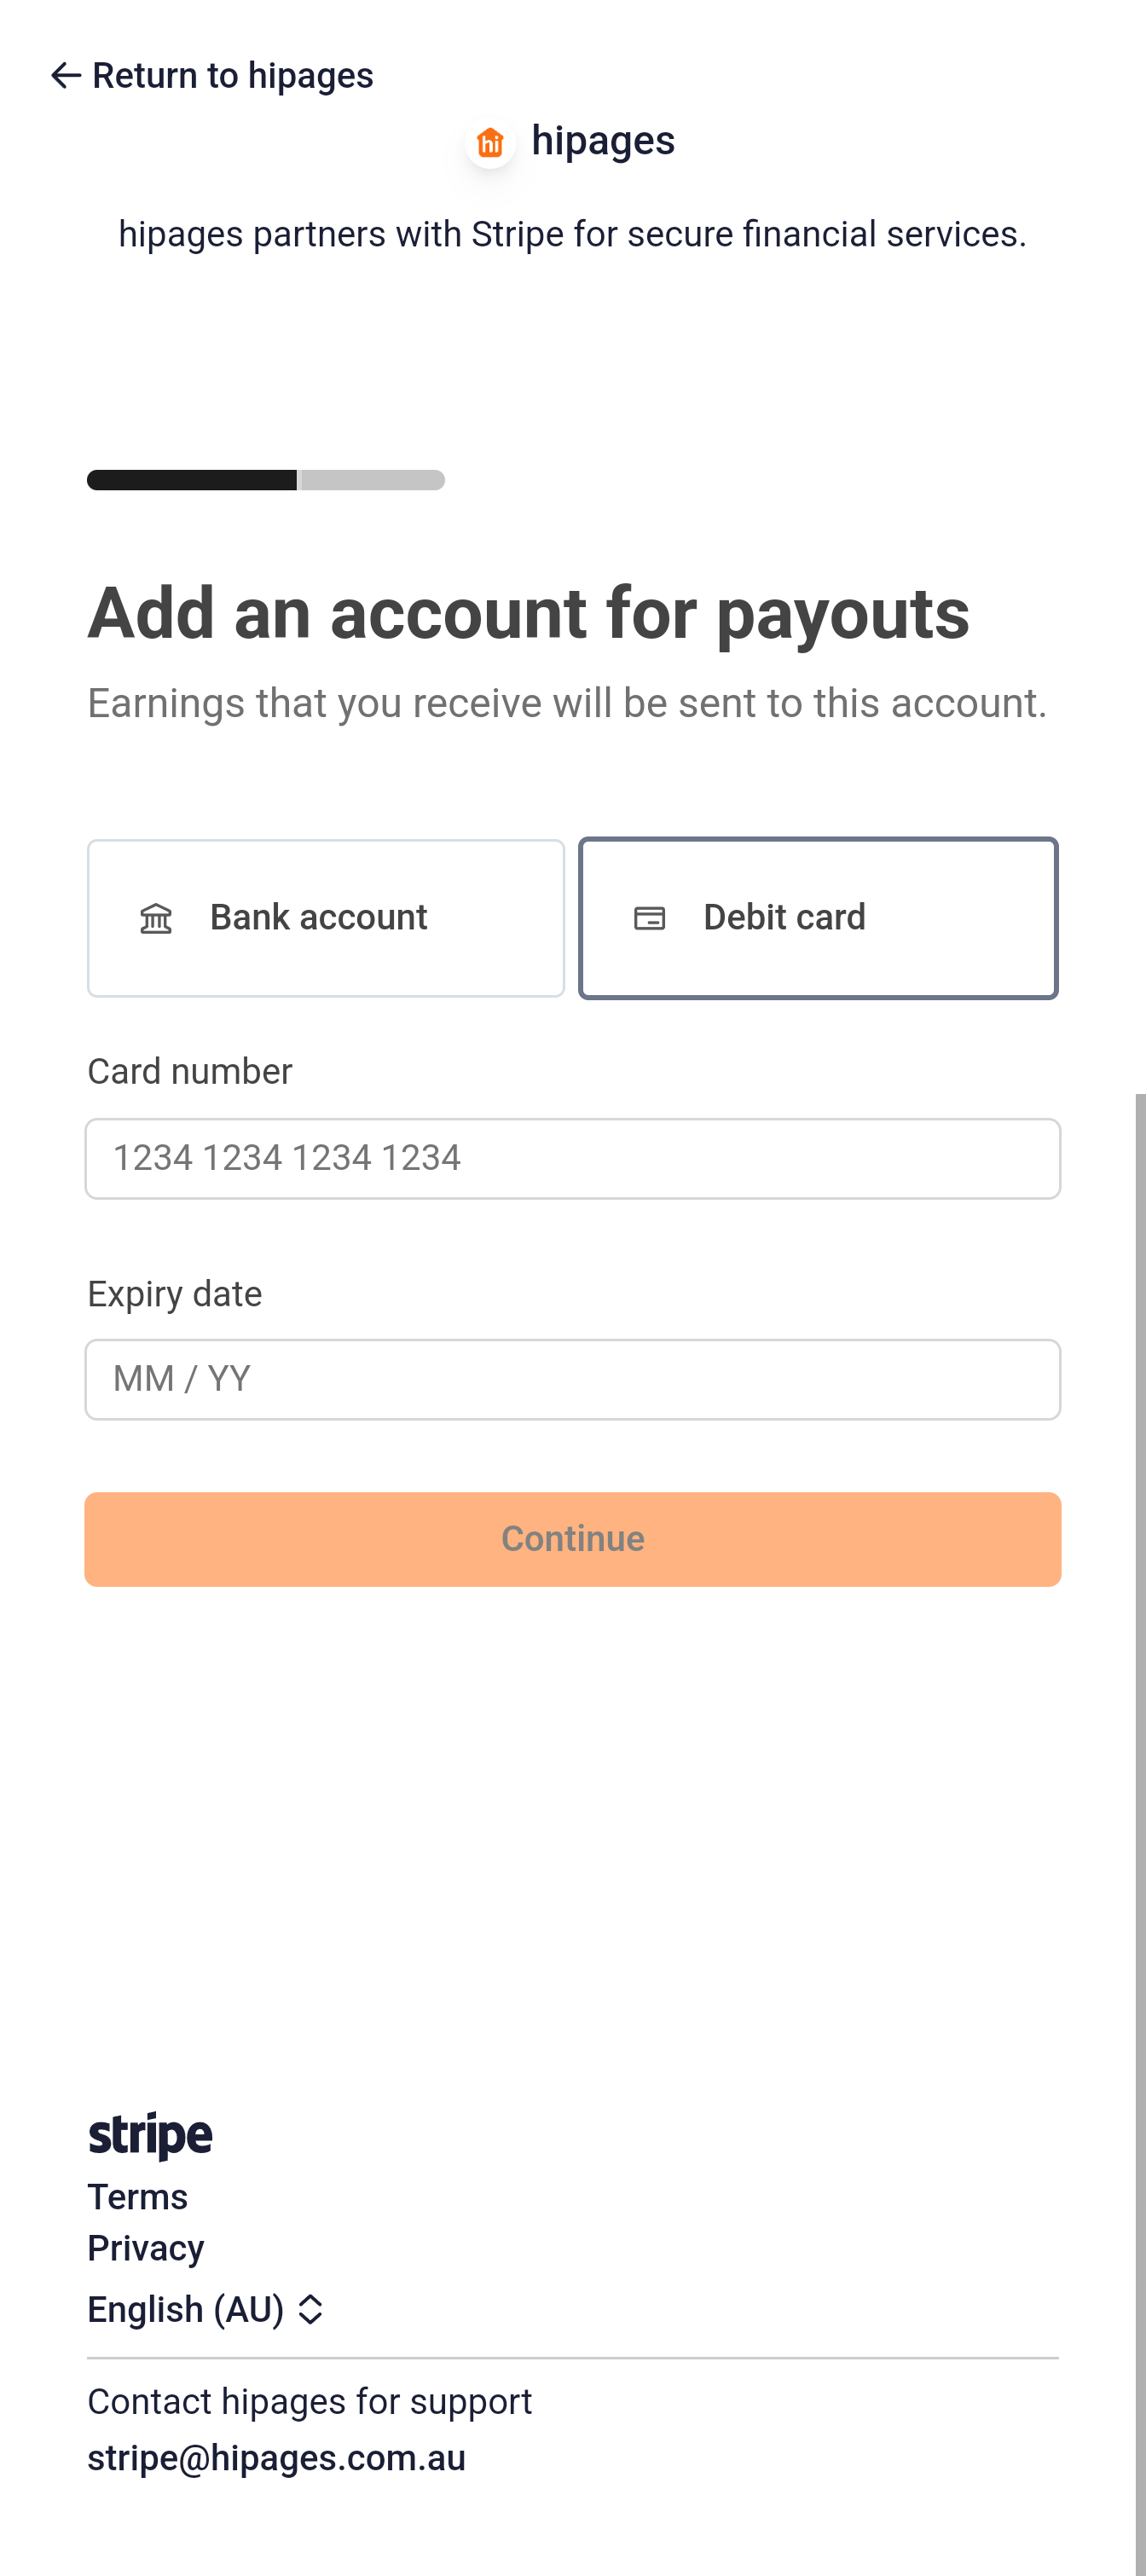 Return to hipages
hi hipages
hipages partners with Stripe for secure financial services.
Add an account for payouts
Earnings that you receive will be sent to this account.
Bank account
Debit card
Card number
1234 1234 1234 1234
Expiry date
MM / YY
Continue
stripe
Terms
Privacy
English (AU)
Contact hipages for support
stripe@hipages.com.au